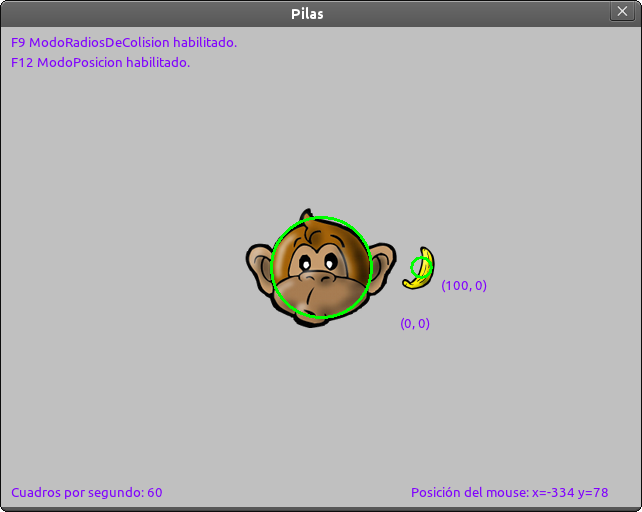 Pilas
F9 ModoRadiosDeColision habilitado.
F12 ModoPosicion habilitado.
(100, 0)
(0, 0)
Cuadros por segundo: 60
Posición del mouse: x=-334 y=78